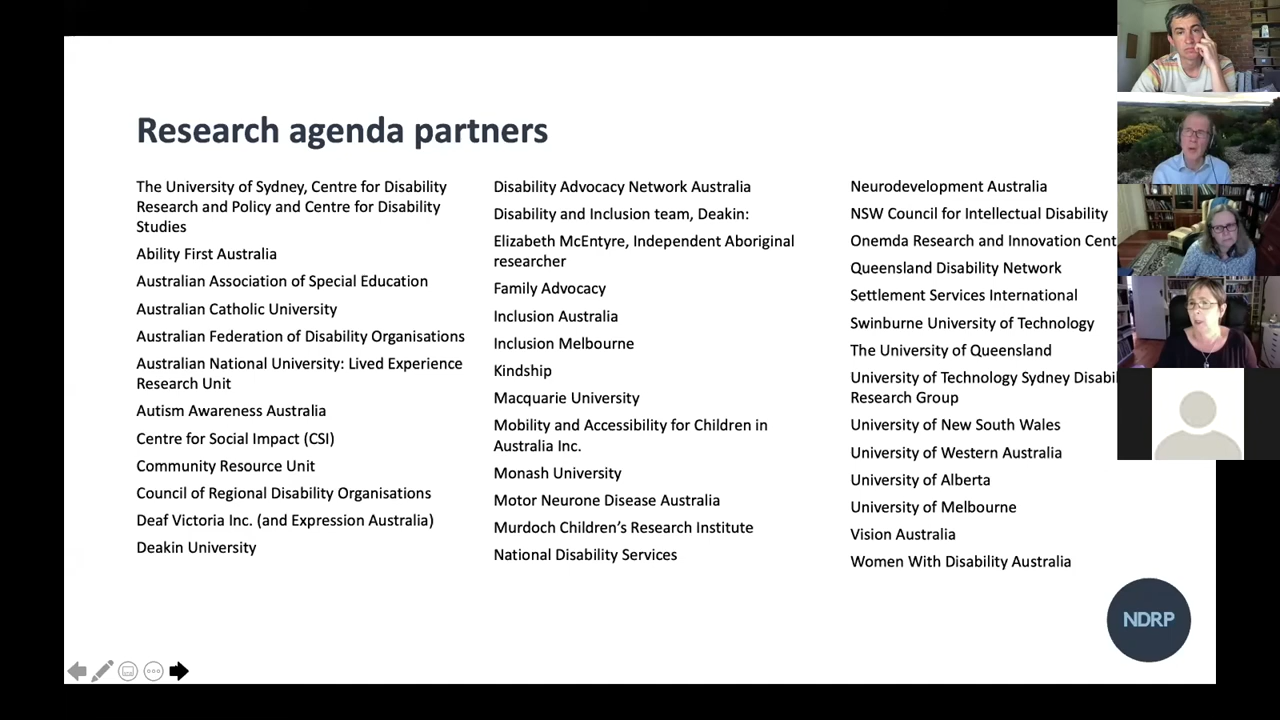 Research agenda partners
The University of Sydney, Centre for Disability
Research and Policy and Centre for Disability
Studies
Ability First Australia
Australian Association of Special Education
Australian Catholic University
Australian Federation of Disability Organisations
Australian National University: Lived Experience
Research Unit
Autism Awareness Australia
Centre for Social Impact (CSI)
Community Resource Unit
Council of Regional Disability Organisations
Deaf Victoria Inc. (and Expression Australia)
Deakin University
Disability Advocacy Network Australia
Disability and Inclusion team, Deakin:
Elizabeth McEntyre, Independent Aboriginal
researcher
Family Advocacy
Inclusion Australia
Inclusion Melbourne
Kindship
Macquarie University
Mobility and Accessibility for Children in
Australia Inc.
Monash University
Motor Neurone Disease Australia
Murdoch Children’s Research Institute
National Disability Services
Neurodevelopment Australia
NSW Council for Intellectual Disability
Onemda Research and Innovation Cent
Queensland Disability Network
Settlement Services International
Swinburne University of Technology
The University of Queensland
University of Technology Sydney Disabil
Research Group
University of New South Wales
University of Western Australia
University of Alberta
University of Melbourne
Vision Australia
Women With Disability Australia
NDRP